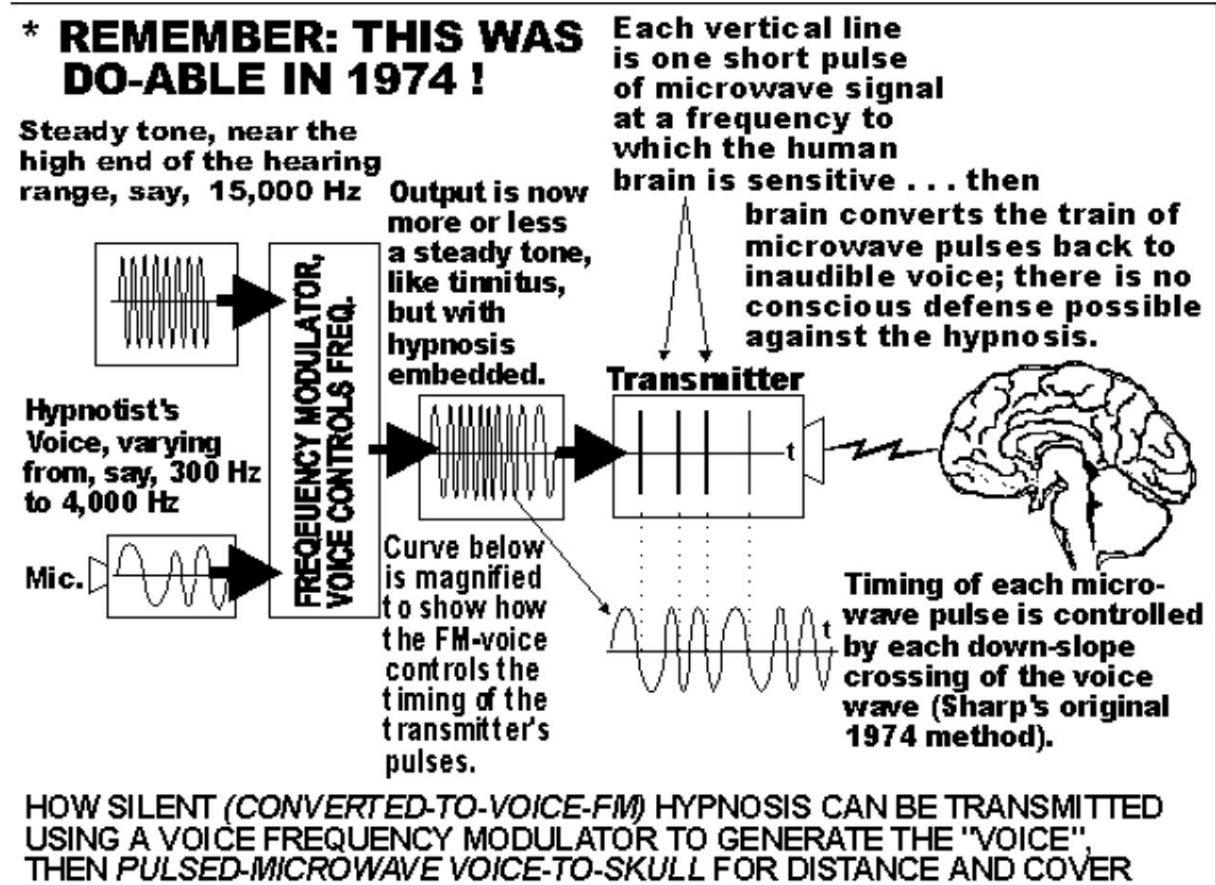 * REMEMBER: THIS WAS
DO-ABLE IN 1974 !
Steady tone, near the
high end of the hearing
range, say, 15,000 Hz
Output is now
more or less
a steady tone,
like tinnitus,
but with
hypnosis
embedded.
Each vertical line
is one short pulse
of microwave signal
at a frequency to
which the human
brain is sensitive . . . then
brain converts the train of
microwave pulses back to
inaudible voice; there is no
conscious defense possible
against the hypnosis.
FREQEUENCY MODULATOR,
VOICE CONTROLS FREQ.
Transmitter
t
Hypnotist's
Voice, varying
from, say, 300 Hz
to 4,000 Hz
Mic.
Curve below
is magnified
to show how
the FM-voice
controls the
timing of the
transmitter's
pulses.
t
Timing of each micro-
wave pulse is controlled
by each down-slope
crossing of the voice
wave (Sharp's original
1974 method).
HOW SILENT (CONVERTED-TO-VOICE-FM) HYPNOSIS CAN BE TRANSMITTED
USING A VOICE FREQUENCY MODULATOR TO GENERATE THE "VOICE",
THEN PULSED-MICROWAVE VOICE-TO-SKULL FOR DISTANCE AND COVER